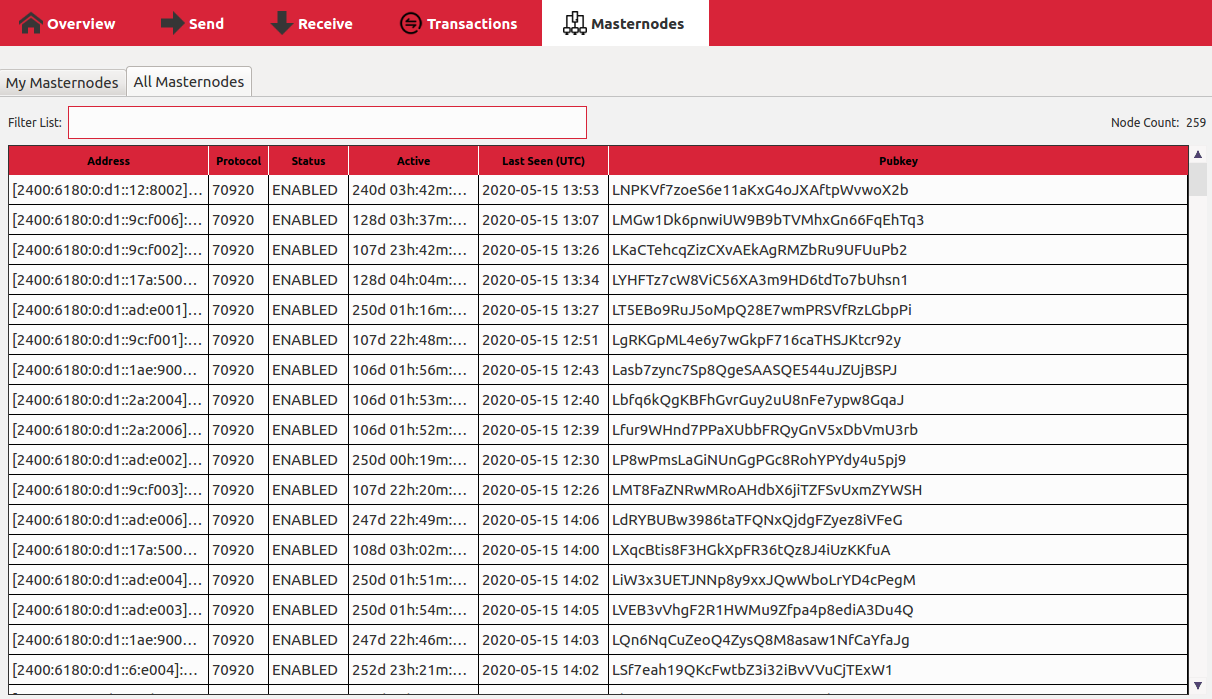 Overview Send Receive Transactions Masternodes
My Masternodes All Masternodes
Filter List: Node Count: 259
Address Protocol Status Active Last Seen (UTC) Pubkey
[2400:6180:0:d1::12:8002]... 70920 ENABLED 240d 03h:42m:... 2020-05-15 13:53 LNPKVf7zoeS6e11aKxG4oJXAftpWvwoX2b
[2400:6180:0:d1::9c:f006]:... 70920 ENABLED 128d 03h:37m:... 2020-05-15 13:07 LMGw1Dk6pnwiUW9B9bTVMhxGn66FqEhTq3
[2400:6180:0:d1::9c:f002]:... 70920 ENABLED 107d 23h:42m:... 2020-05-15 13:26 LKaCTehcqZizCXvAEkAgRMZbRu9UFUuPb2
[2400:6180:0:d1::17a:500... 70920 ENABLED 128d 04h:04m:... 2020-05-15 13:34 LYHFTz7cW8ViC56XA3m9HD6tdTo7bUhsn1
[2400:6180:0:d1::ad:e001]... 70920 ENABLED 250d 01h:16m:... 2020-05-15 13:27 LT5EBo9RuJ5oMpQ28E7wmPRSVfRzLGbpPi
[2400:6180:0:d1::9c:f001]:... 70920 ENABLED 107d 22h:48m:... 2020-05-15 12:51 LgRKGpML4e6y7wGkpF716caTHSJKtcr92y
[2400:6180:0:d1::1ae:900... 70920 ENABLED 106d 01h:56m:... 2020-05-15 12:43 Lasb7zync7Sp8QgeSAASQE544uJZUjBSPJ
[2400:6180:0:d1::2a:2004]... 70920 ENABLED 106d 01h:53m:... 2020-05-15 12:40 Lbfq6kQgKBFhGvrGuy2uU8nFe7ypw8GqaJ
[2400:6180:0:d1::2a:2006]... 70920 ENABLED 106d 01h:52m:... 2020-05-15 12:39 Lfur9WHnd7PPaXUbbFRQyGnV5xDbVmU3rb
[2400:6180:0:d1::ad:e002]... 70920 ENABLED 250d 00h:19m:... 2020-05-15 12:30 LP8wPmsLaGiNUnGgPGc8RohYPYdy4u5pj9
[2400:6180:0:d1::9c:f003]:... 70920 ENABLED 107d 22h:20m:... 2020-05-15 12:26 LMT8FaZNRwMRoAHdbX6jiTZFSvUxmZYWSH
[2400:6180:0:d1::ad:e006]... 70920 ENABLED 247d 22h:49m:... 2020-05-15 14:06 LdRYBUBw3986taTFQNxQjdgFZyez8iVFeG
[2400:6180:0:d1::17a:500... 70920 ENABLED 108d 03h:02m:... 2020-05-15 14:00 LXqcBtis8F3HGkXpFR36tQz8J4iUzKKfuA
[2400:6180:0:d1::ad:e004]... 70920 ENABLED 250d 01h:51m:... 2020-05-15 14:02 LiW3x3UETJNNp8y9xxJQwWboLrYD4cPegM
[2400:6180:0:d1::ad:e003]... 70920 ENABLED 250d 01h:54m:... 2020-05-15 14:05 LVEB3vVhgF2R1HWMu9Zfpa4p8ediA3Du4Q
[2400:6180:0:d1::1ae:900... 70920 ENABLED 247d 22h:46m:... 2020-05-15 14:03 LQn6NqCuZeoQ4ZysQ8M8asaw1NfCaYfaJg
[2400:6180:0:d1::6:e004]:... 70920 ENABLED 252d 23h:21m:... 2020-05-15 14:02 LSf7eah19QKcFwtbZ3i32iBvVVuCjTExW1